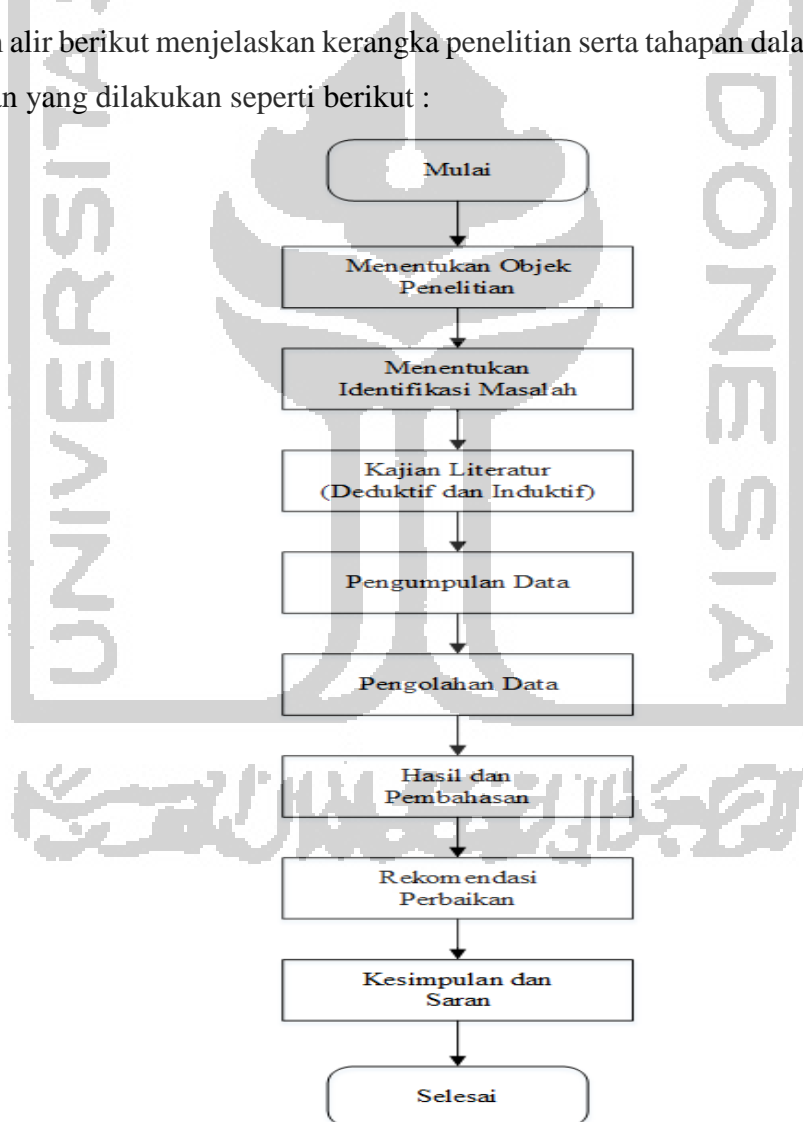 alir berikut menjelaskan kerangka penelitian serta tahapan
yang dilakukan seperti berikut :
Mulai
Menentukan Objek
Penelitian
Menentukan
Identifikasi Masalah
Kajian Literatur
(Deduktif dan Induktif)
Pengumpulan Data
Pengolahan Data
Hasil dan
Pembahasan
Rekomendasi
Perbaikan
Kesimpulan dan
Saran
Selesai